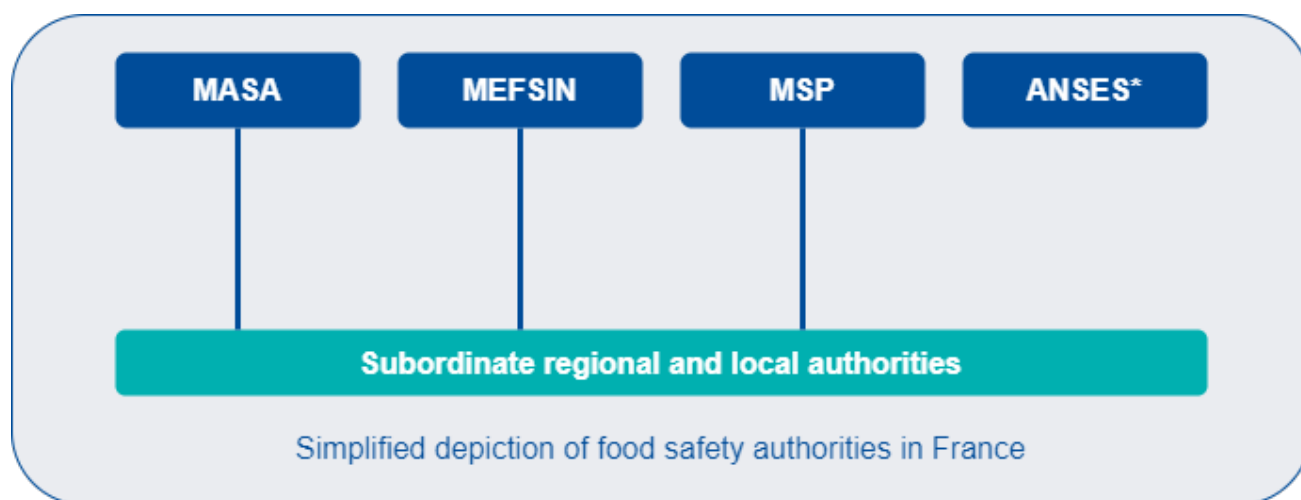 MASA
MEFSIN
MSP
ANSES*
Subordinate regional and local authorities
Simplified depiction of food safety authorities in France